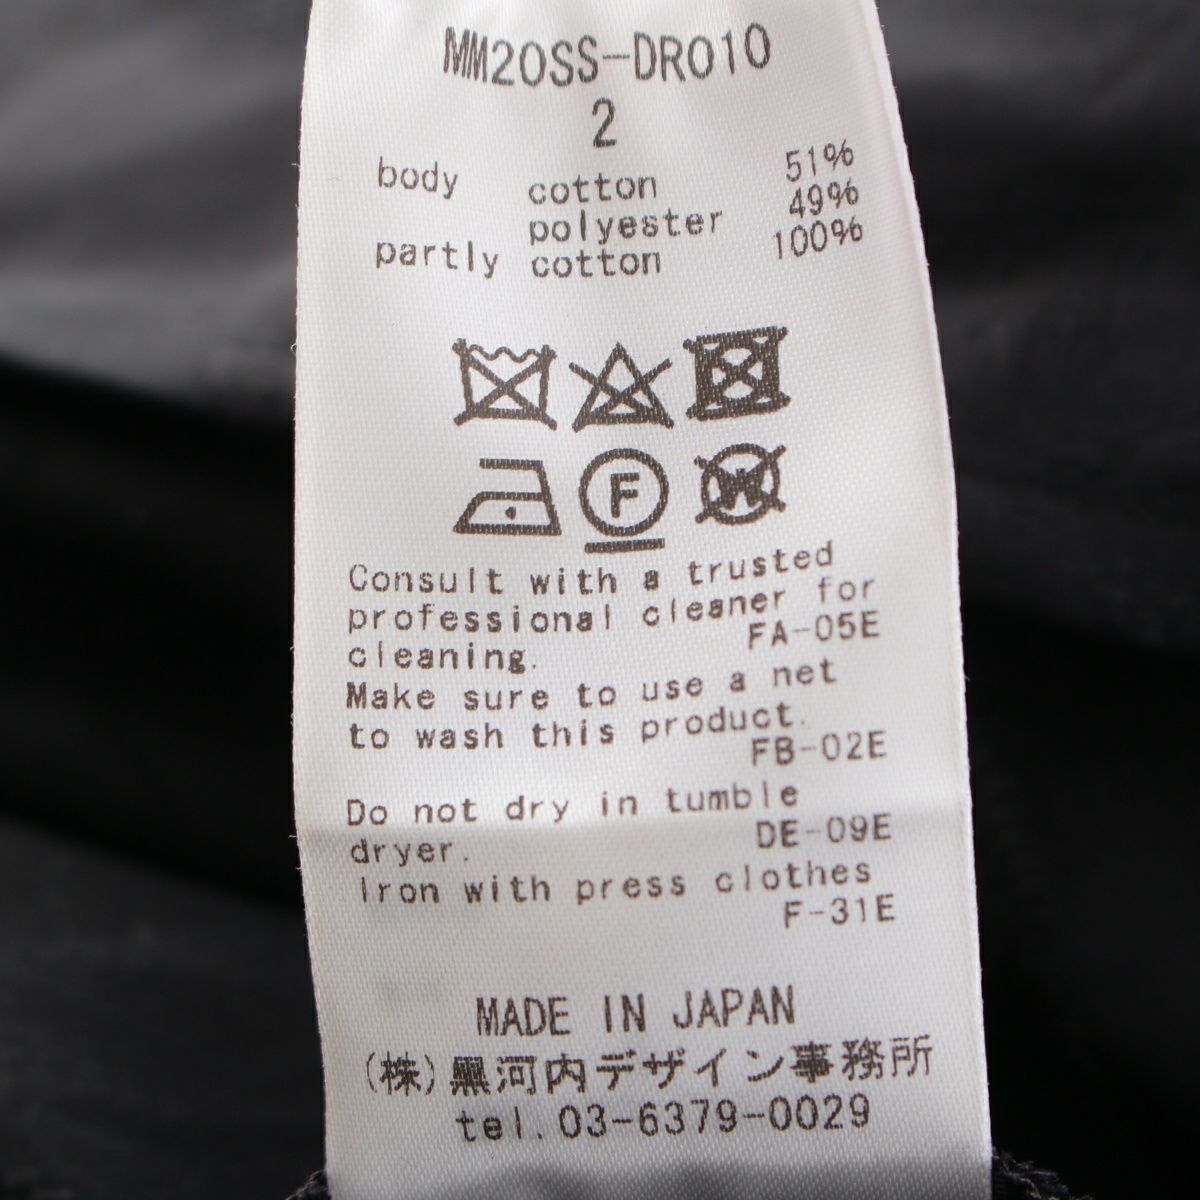 MM20SS-DR010
2
body cotton 51%
polyester 49%
partly cotton 100%
F
W
Consult with a trusted
professional cleaner for
cleaning. FA-05E
Make sure to use a net
to wash this product.
FB-02E
Do not dry in tumble
dryer. DE-09E
Iron with press clothes
F-31E
MADE IN JAPAN
(株)黒河内デザイン事務所
tel.03-6379-0029